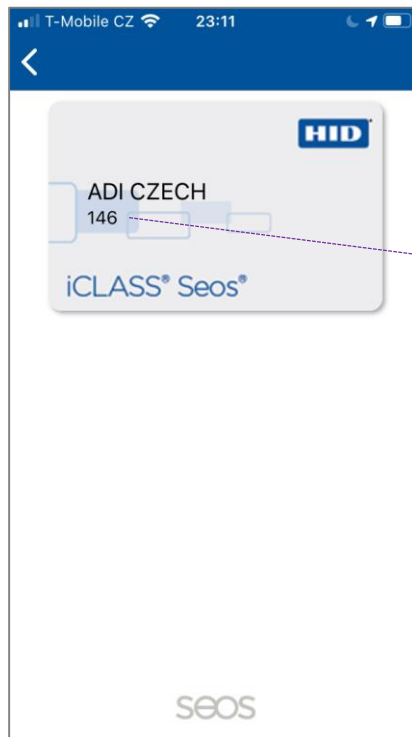 T-Mobile CZ 23:11
HID
ADI CZECH
146
iCLASS® Seos®
seos